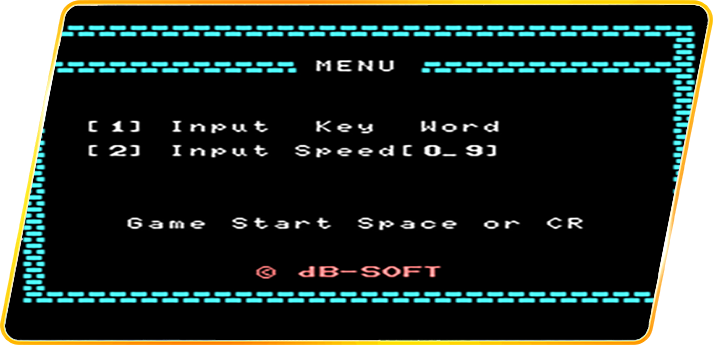 MENU
[1] Input Key Word
[2] Input Speed[0_9]
Game Start Space or CR
© dB-SOFT